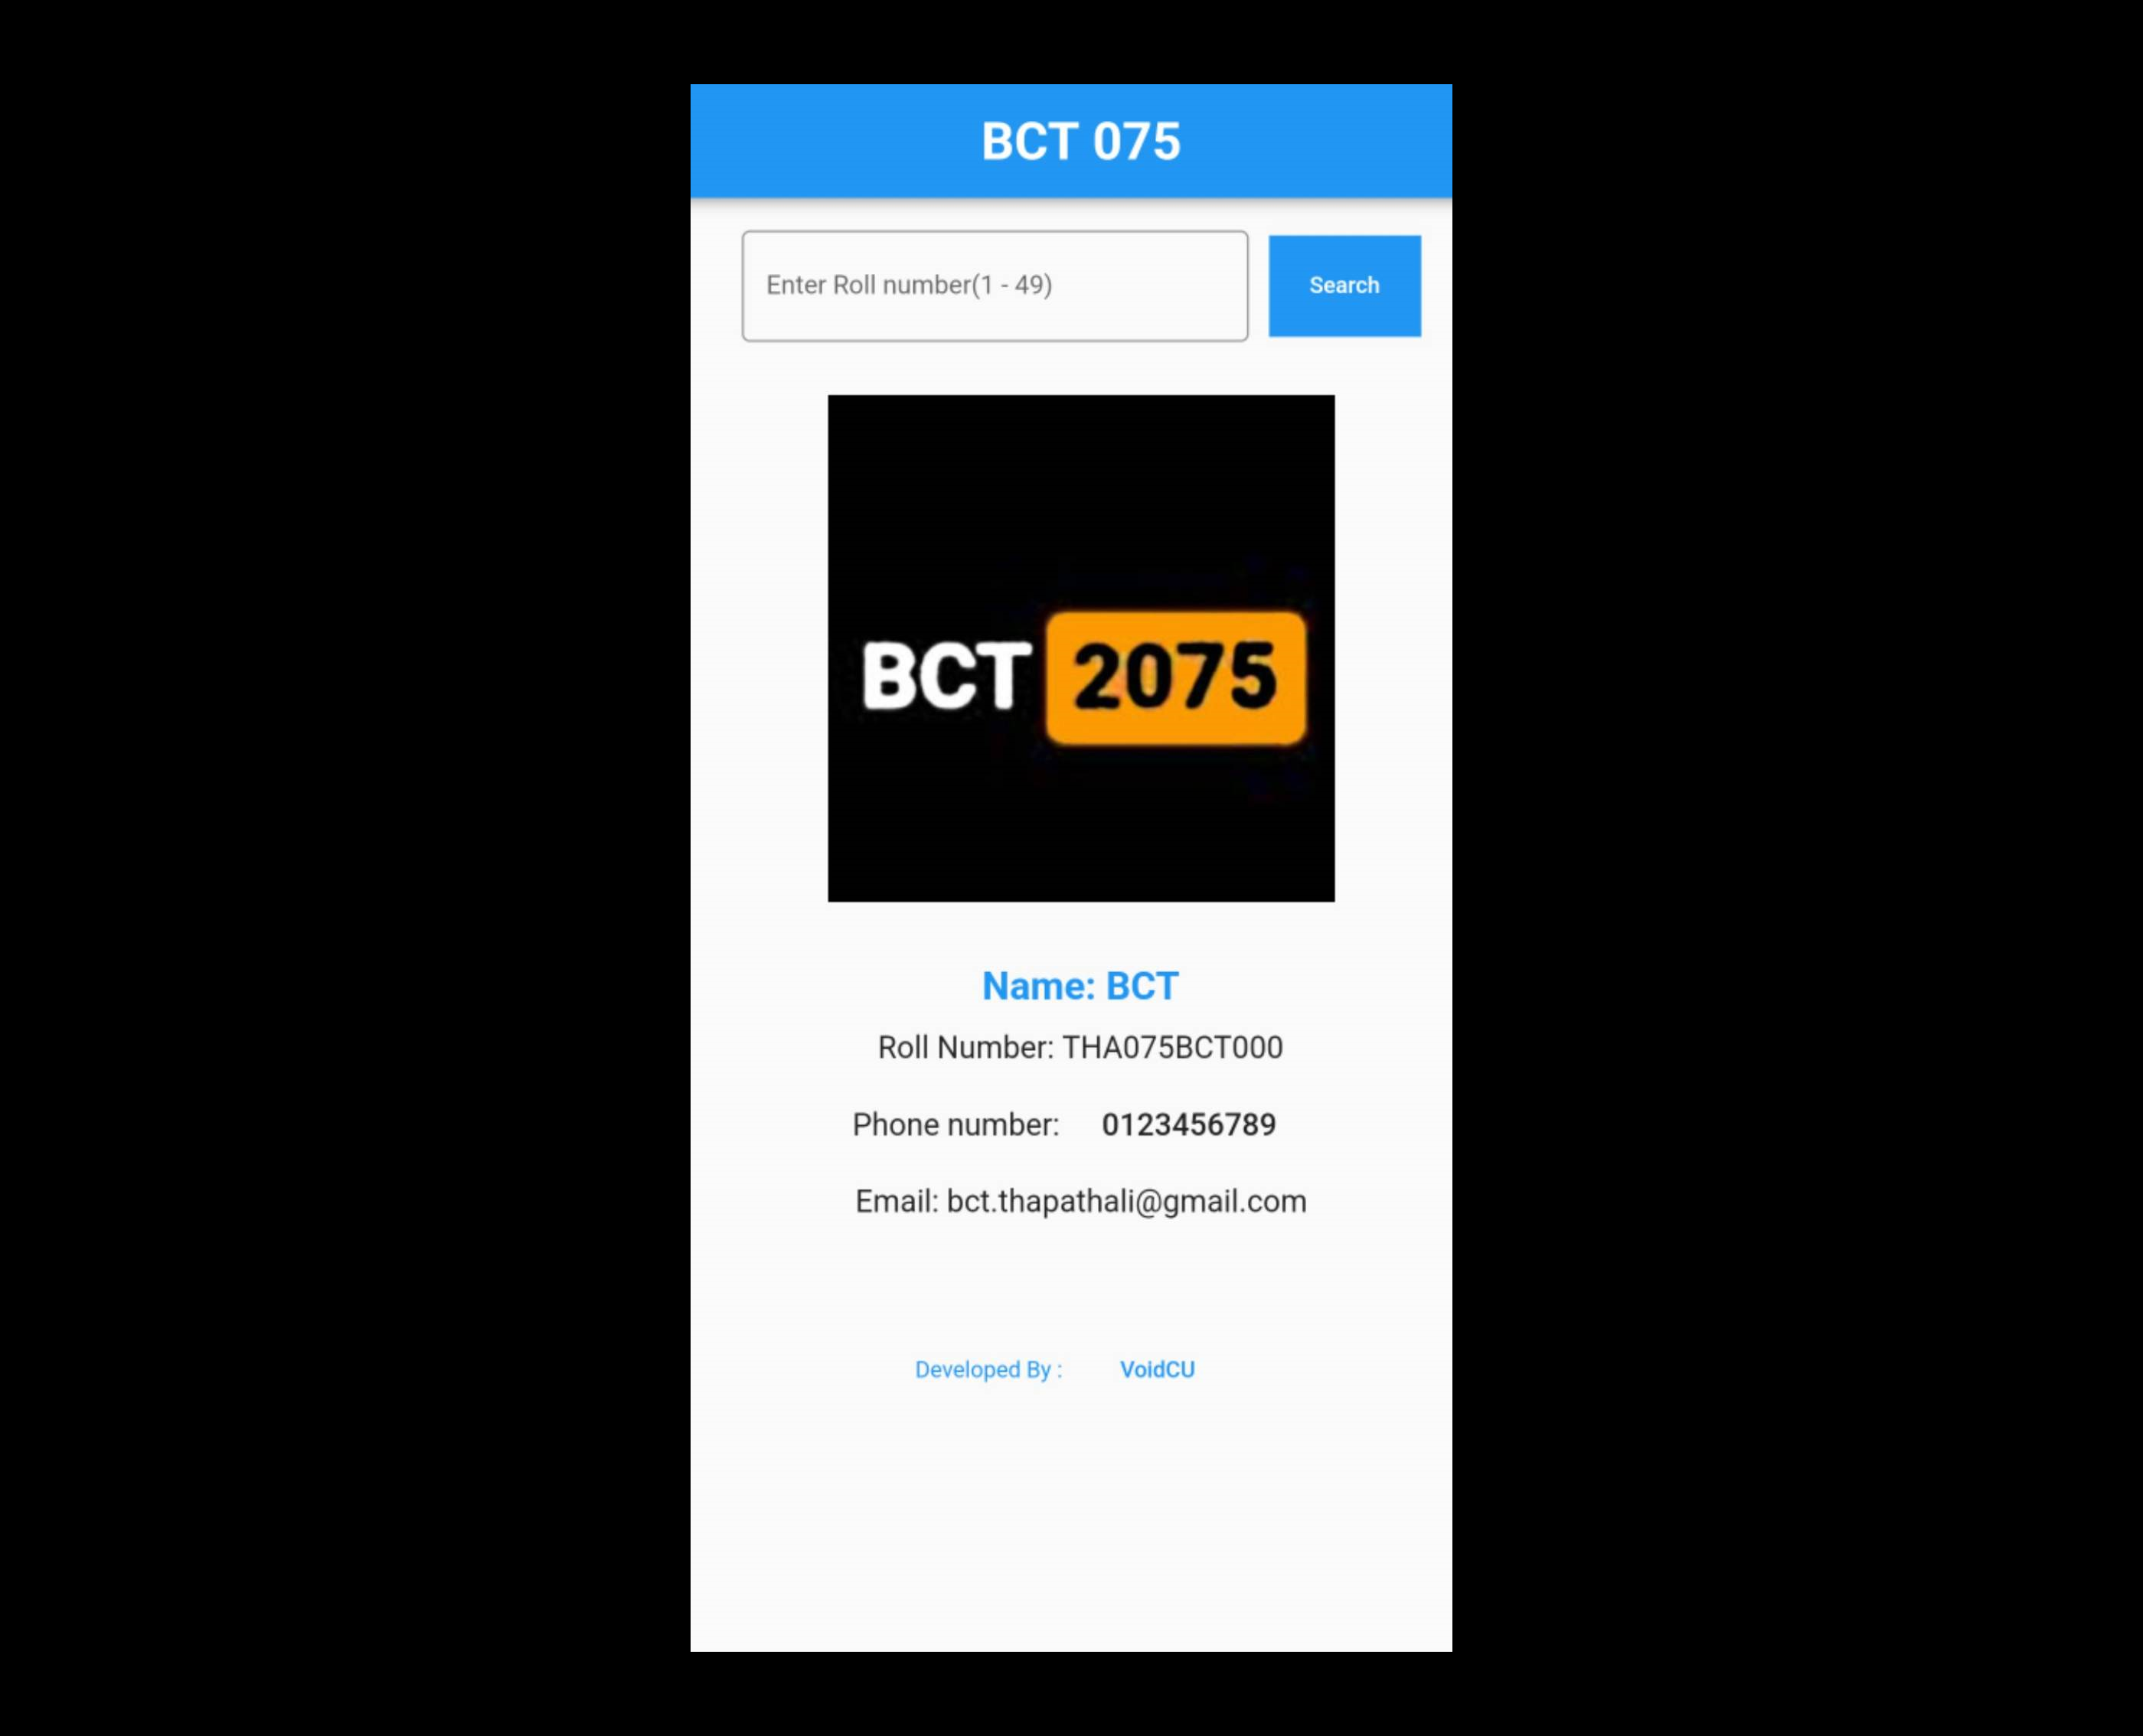 BCT 075
Enter Roll number(1 - 49)
Search
BCT 2075
Name: BCT
Roll Number: THA075BCT000
Phone number: 0123456789
Email: bct.thapathali@gmail.com
Developed By : VoidCU